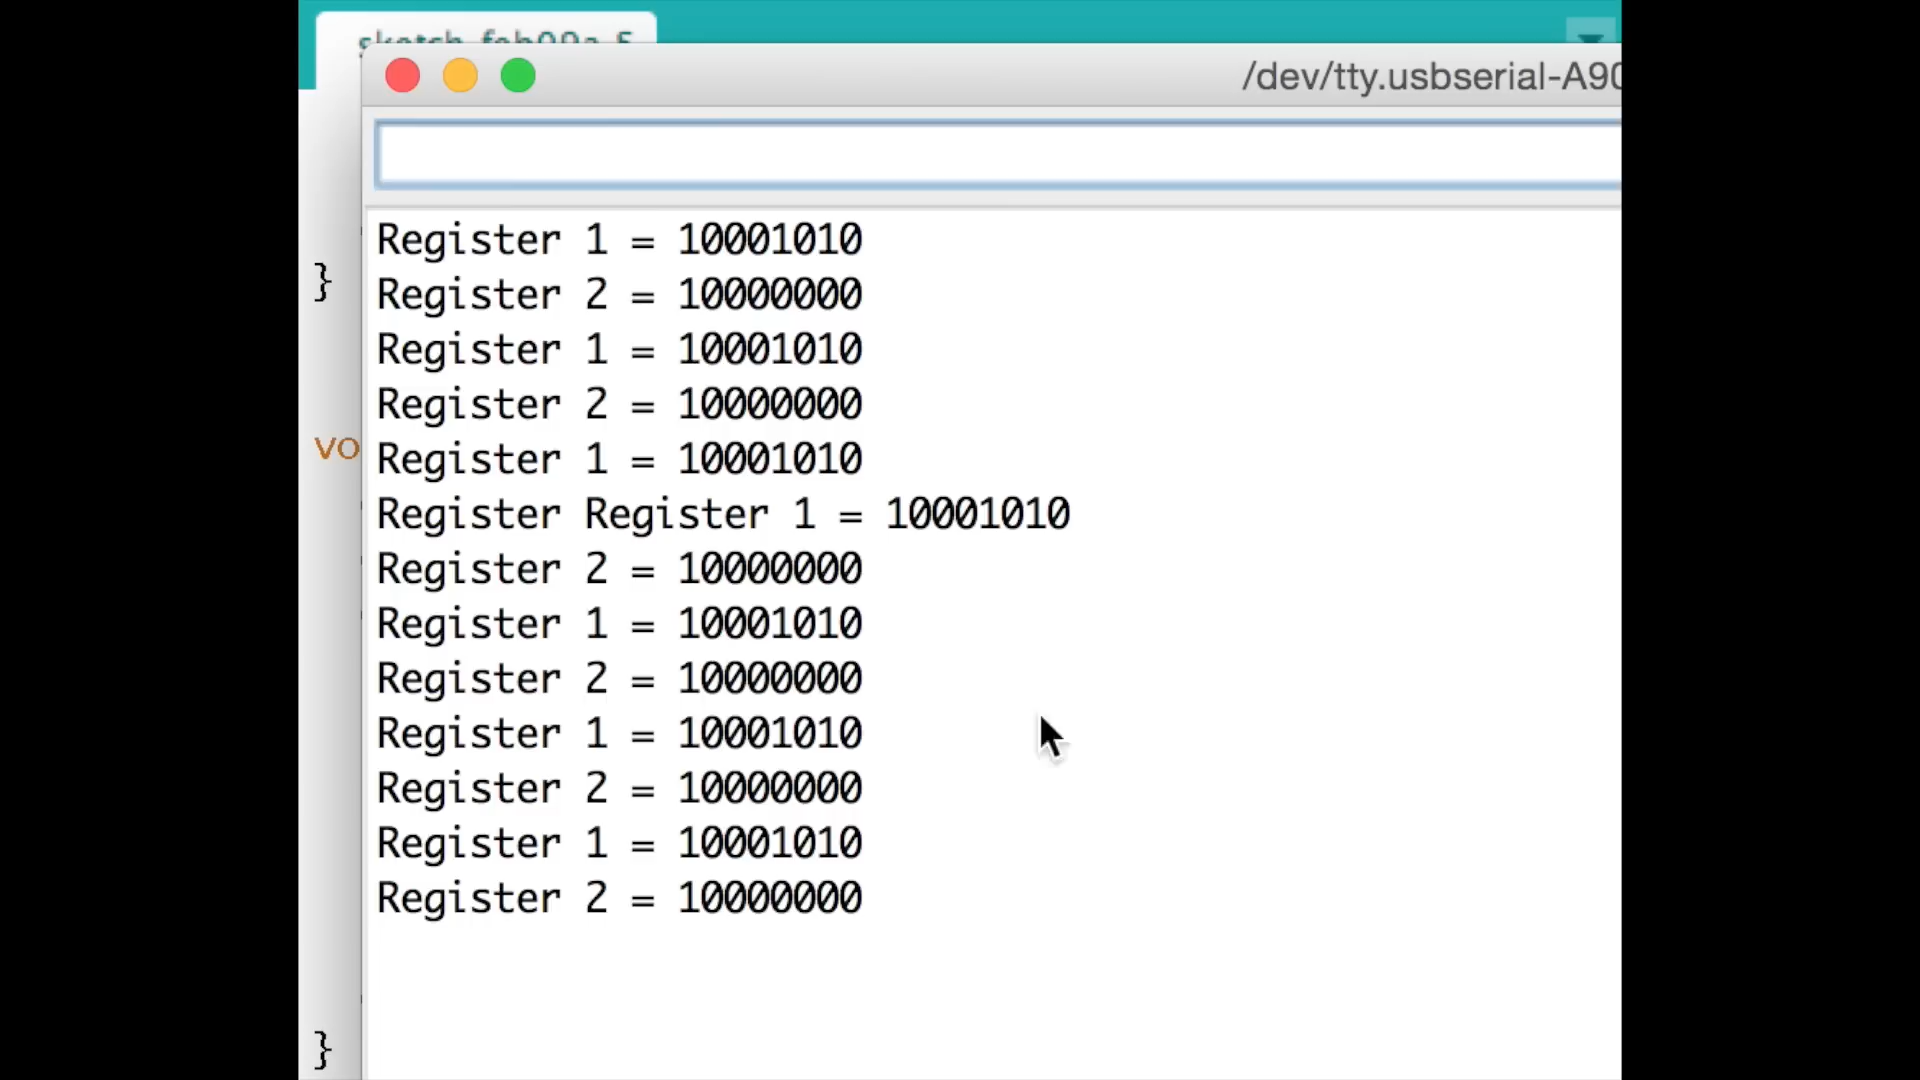 sketch_feb09a_5
/dev/tty.usbserial-A90
Register 1 = 10001010
Register 2 = 10000000
Register 1 = 10001010
Register 2 = 10000000
Register 1 = 10001010
Register Register 1 = 10001010
Register 2 = 10000000
Register 1 = 10001010
Register 2 = 10000000
Register 1 = 10001010
Register 2 = 10000000
Register 1 = 10001010
Register 2 = 10000000
}
vo
}